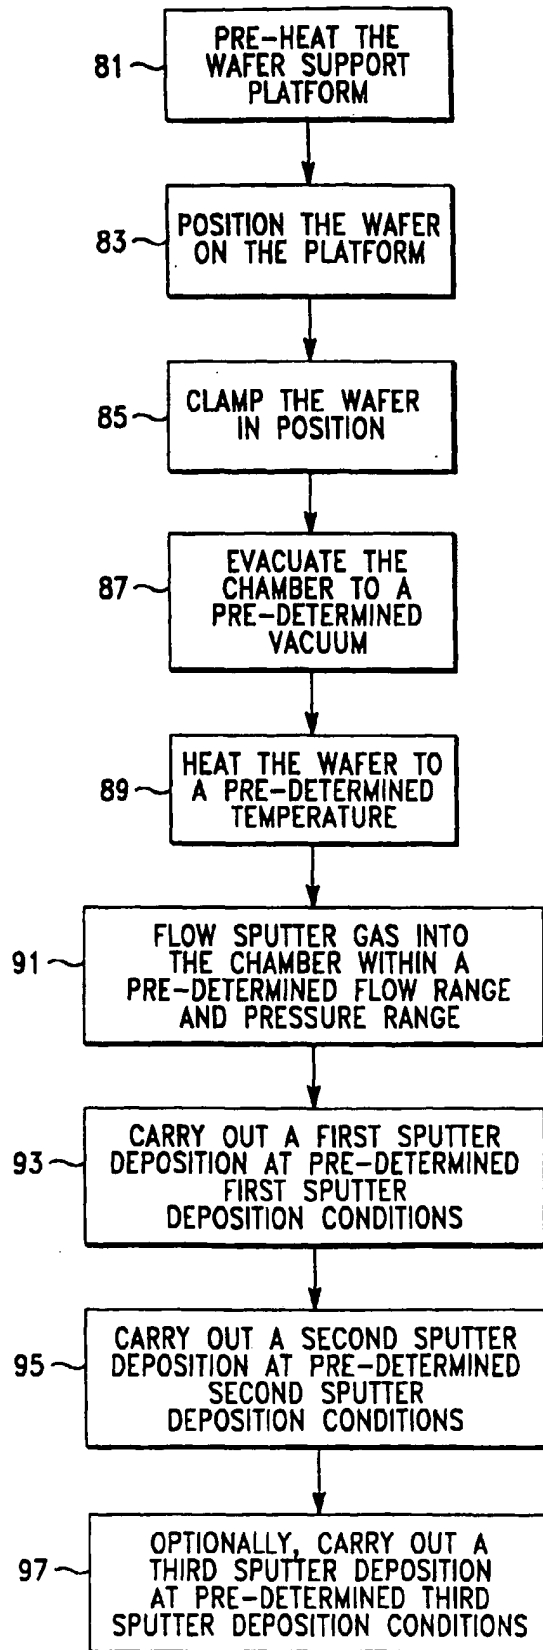 81
PRE-HEAT THE
WAFER SUPPORT
PLATFORM
83
POSITION THE WAFER
ON THE PLATFORM
85
CLAMP THE WAFER
IN POSITION
87
EVACUATE THE
CHAMBER TO A
PRE-DETERMINED
VACUUM
89
HEAT THE WAFER TO
A PRE-DETERMINED
TEMPERATURE
91
FLOW SPUTTER GAS INTO
THE CHAMBER WITHIN A
PRE-DETERMINED FLOW RANGE
AND PRESSURE RANGE
93
CARRY OUT A FIRST SPUTTER
DEPOSITION AT PRE-DETERMINED
FIRST SPUTTER
DEPOSITION CONDITIONS
95
CARRY OUT A SECOND SPUTTER
DEPOSITION AT PRE-DETERMINED
SECOND SPUTTER
DEPOSITION CONDITIONS
97
OPTIONALLY, CARRY OUT A
THIRD SPUTTER DEPOSITION
AT PRE-DETERMINED THIRD
SPUTTER DEPOSITION CONDITIONS